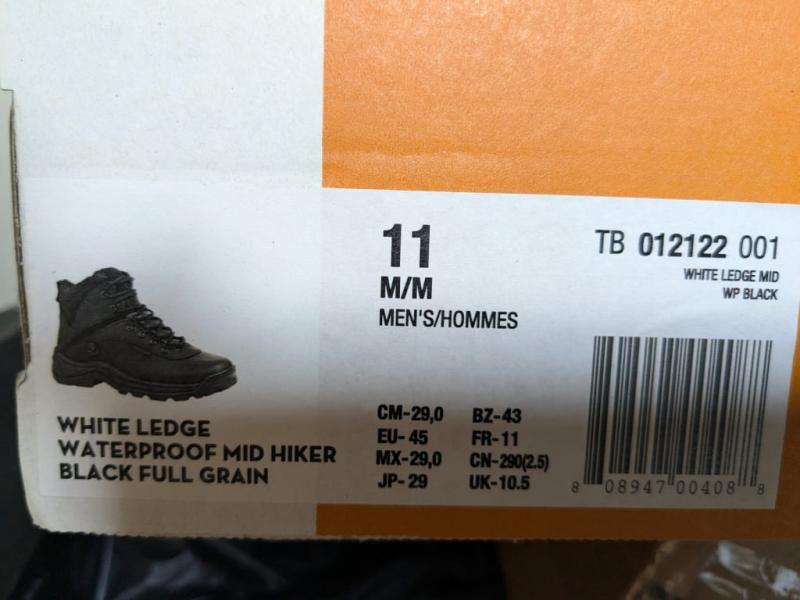 11
M/M
MEN'S/HOMMES
TB 012122 001
WHITE LEDGE MID
WP BLACK
WHITE LEDGE
WATERPROOF MID HIKER
BLACK FULL GRAIN
CM-29,0 BZ-43
EU- 45 FR-11
MX-29,0 CN-290(2.5)
JP- 29 UK-10.5
8 08947 00408 8